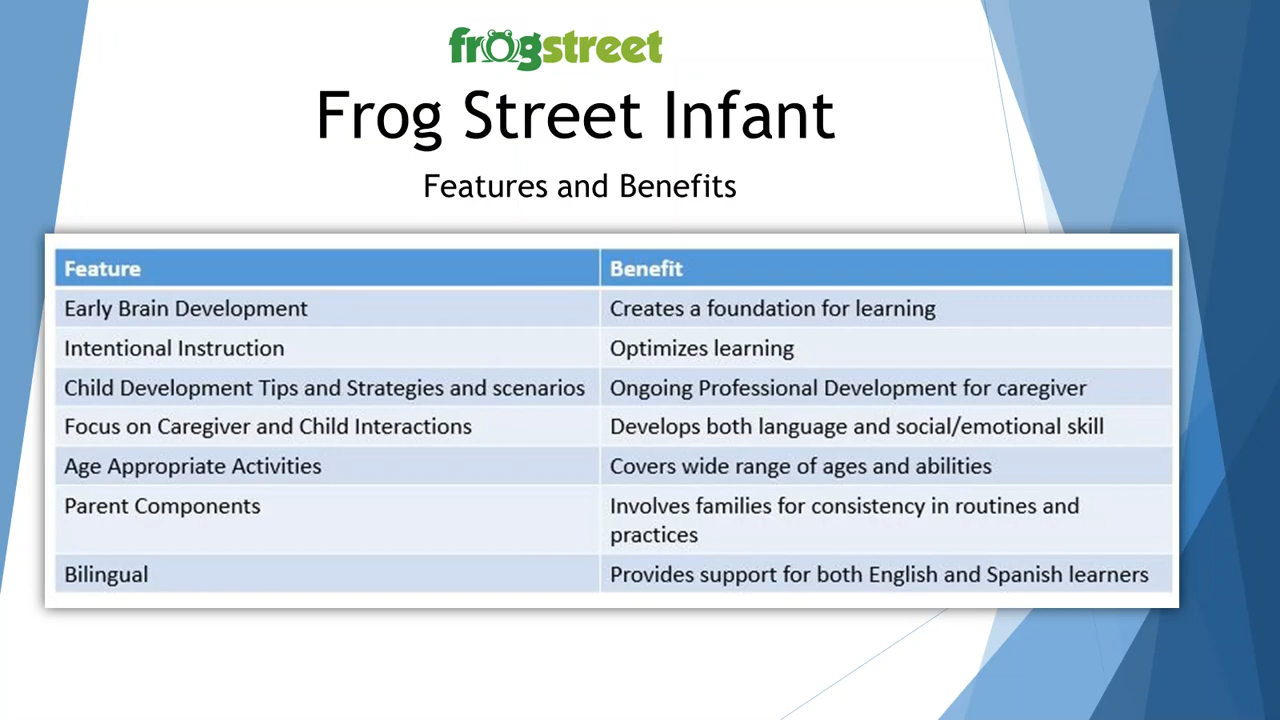 frogstreet
Frog Street Infant
Features and Benefits
Feature Benefit
Early Brain Development Creates a foundation for learning
Intentional Instruction Optimizes learning
Child Development Tips and Strategies and scenarios Ongoing Professional Development for caregiver
Focus on Caregiver and Child Interactions Develops both language and social/emotional skill
Age Appropriate Activities Covers wide range of ages and abilities
Parent Components Involves families for consistency in routines and
practices
Bilingual Provides support for both English and Spanish learners